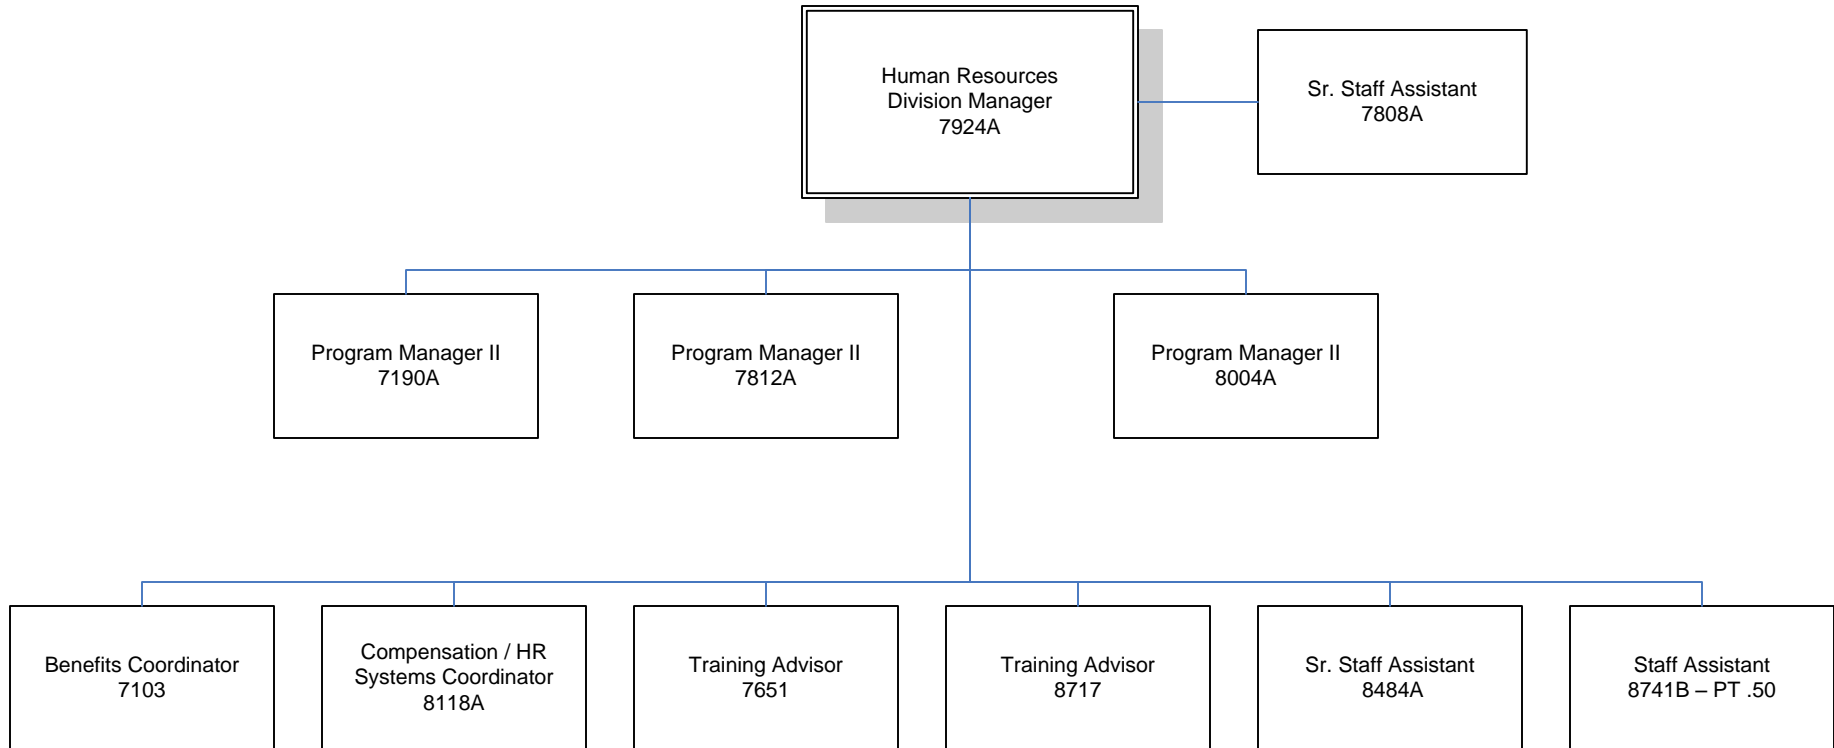 Human Resources
Division Manager
7924A
Sr. Staff Assistant
7808A
Program Manager II
7190A
Program Manager II
7812A
Program Manager II
8004A
Benefits Coordinator
7103
Compensation / HR
Systems Coordinator
8118A
Training Advisor
7651
Training Advisor
8717
Sr. Staff Assistant
8484A
Staff Assistant
8741B – PT .50